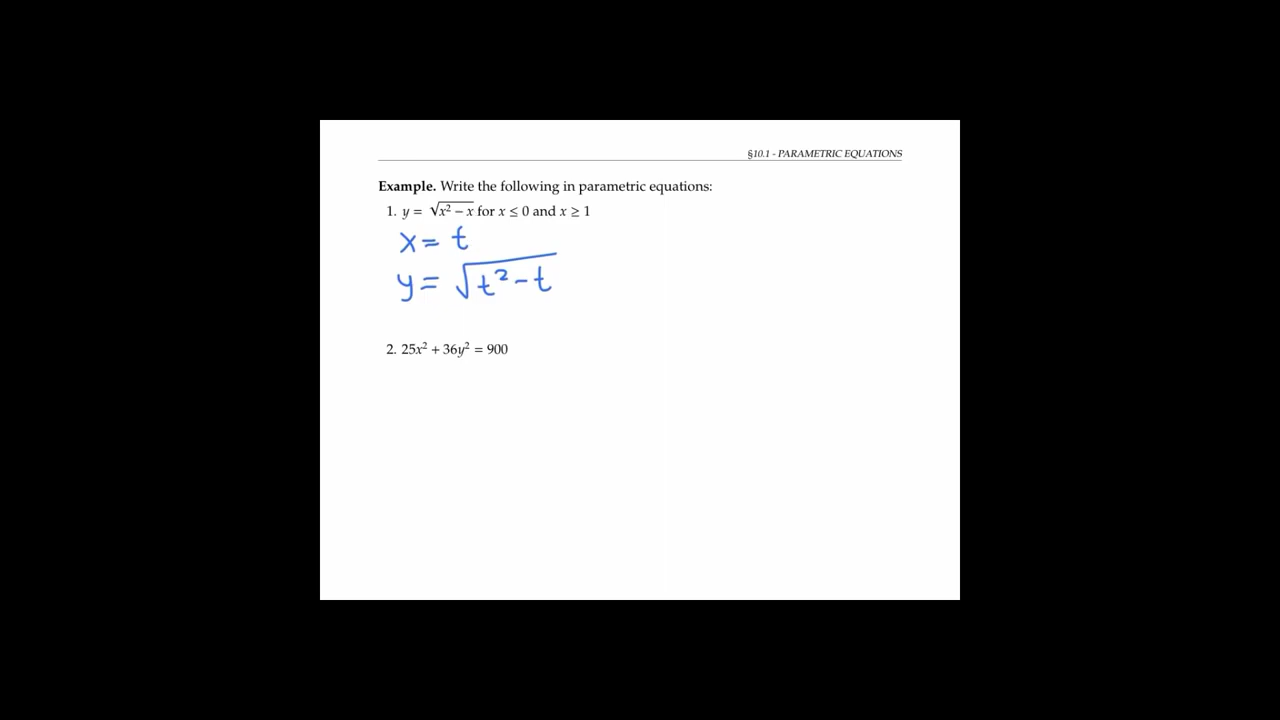 §10.1 - PARAMETRIC EQUATIONS
Example. Write the following in parametric equations:
1. y = √(x² − x) for x ≤ 0 and x ≥ 1
x = t
y = √(t² − t)
2. 25x² + 36y² = 900